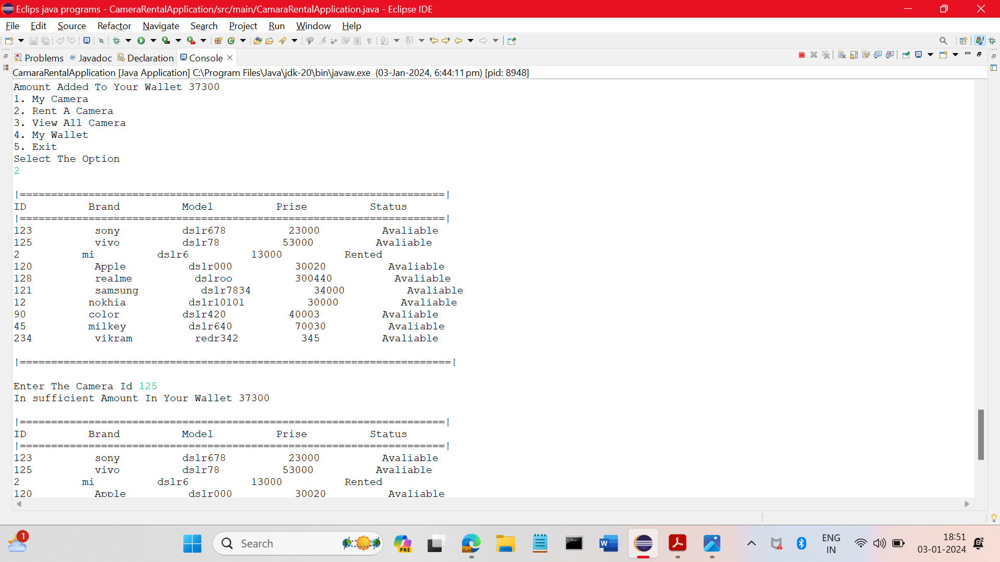 Eclips java programs - CameraRentalApplication/src/main/CamaraRentalApplication.java - Eclipse IDE
File Edit Source Refactor Navigate Search Project Run Window Help
Problems @ Javadoc Declaration Console
CamaraRentalApplication [Java Application] C:\Program Files\Java\jdk-20\bin\javaw.exe (03-Jan-2024, 6:44:11 pm) [pid: 8948]
Amount Added To Your Wallet 37300
1. My Camera
2. Rent A Camera
3. View All Camera
4. My Wallet
5. Exit
Select The Option
2
|====================================================================|
ID Brand Model Prise Status
|====================================================================|
123 sony dslr678 23000 Avaliable
125 vivo dslr78 53000 Avaliable
2 mi dslr6 13000 Rented
120 Apple dslr000 30020 Avaliable
128 realme dslroo 300440 Avaliable
121 samsung dslr7834 34000 Avaliable
12 nokhia dslr10101 30000 Avaliable
90 color dslr420 40003 Avaliable
45 milkey dslr640 70030 Avaliable
234 vikram redr342 345 Avaliable
|=====================================================================|
Enter The Camera Id 125
In sufficient Amount In Your Wallet 37300
|====================================================================|
ID Brand Model Prise Status
|====================================================================|
123 sony dslr678 23000 Avaliable
125 vivo dslr78 53000 Avaliable
2 mi dslr6 13000 Rented
120 Apple dslr000 30020 Avaliable
1
Search
PRE
ENG
IN
18:51
03-01-2024